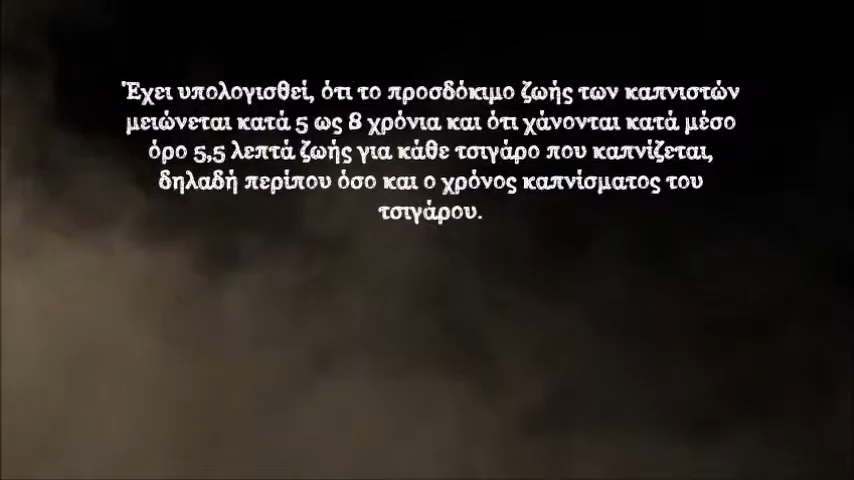 Έχει υπολογισθεί, ότι το προσδόκιμο ζωής των καπνιστών
μειώνεται κατά 5 ως 8 χρόνια και ότι χάνονται κατά μέσο
όρο 5,5 λεπτά ζωής για κάθε τσιγάρο που καπνίζεται,
δηλαδή περίπου όσο και ο χρόνος καπνίσματος του
τσιγάρου.